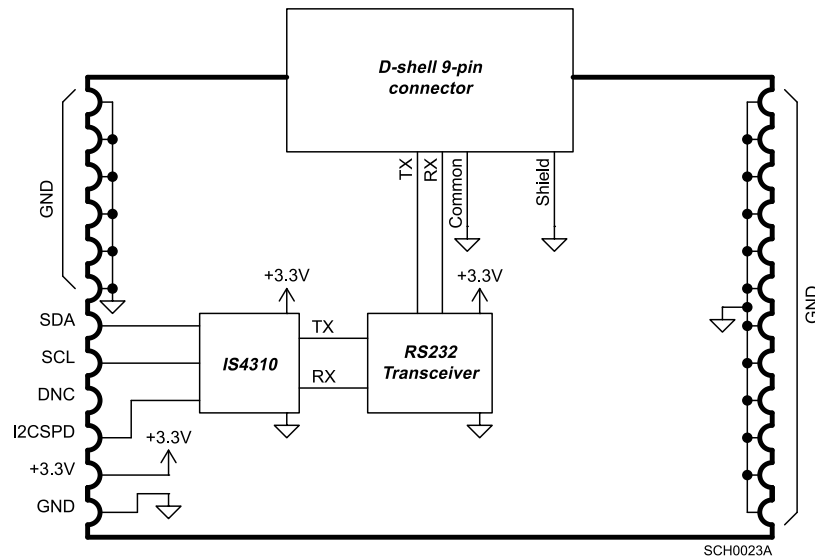 D-shell 9-pin
connector
TX
RX
Common
Shield
GND
+3.3V
+3.3V
SDA
SCL
DNC
I2CSPD
+3.3V
GND
IS4310
TX
RX
RS232
Transceiver
+3.3V
GND
SCH0023A